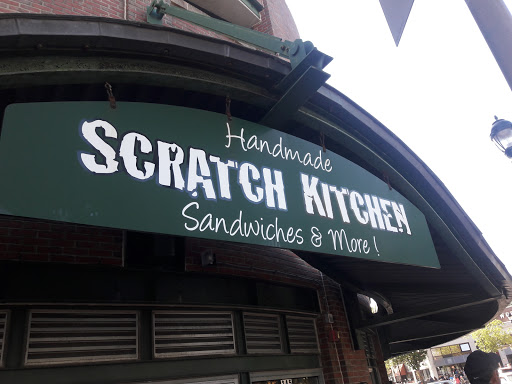 Handmade
SCRATCH KITCHEN
Sandwiches & More !